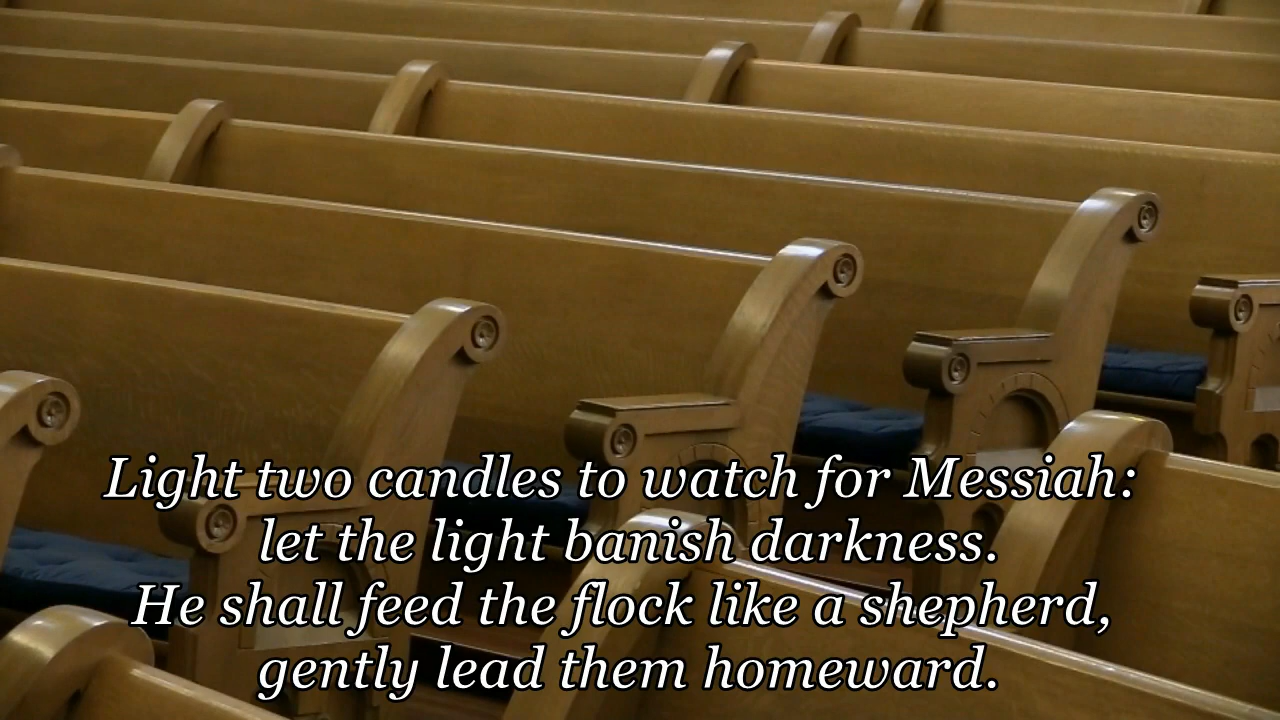 Light two candles to watch for Messiah:
let the light banish darkness.
He shall feed the flock like a shepherd,
gently lead them homeward.